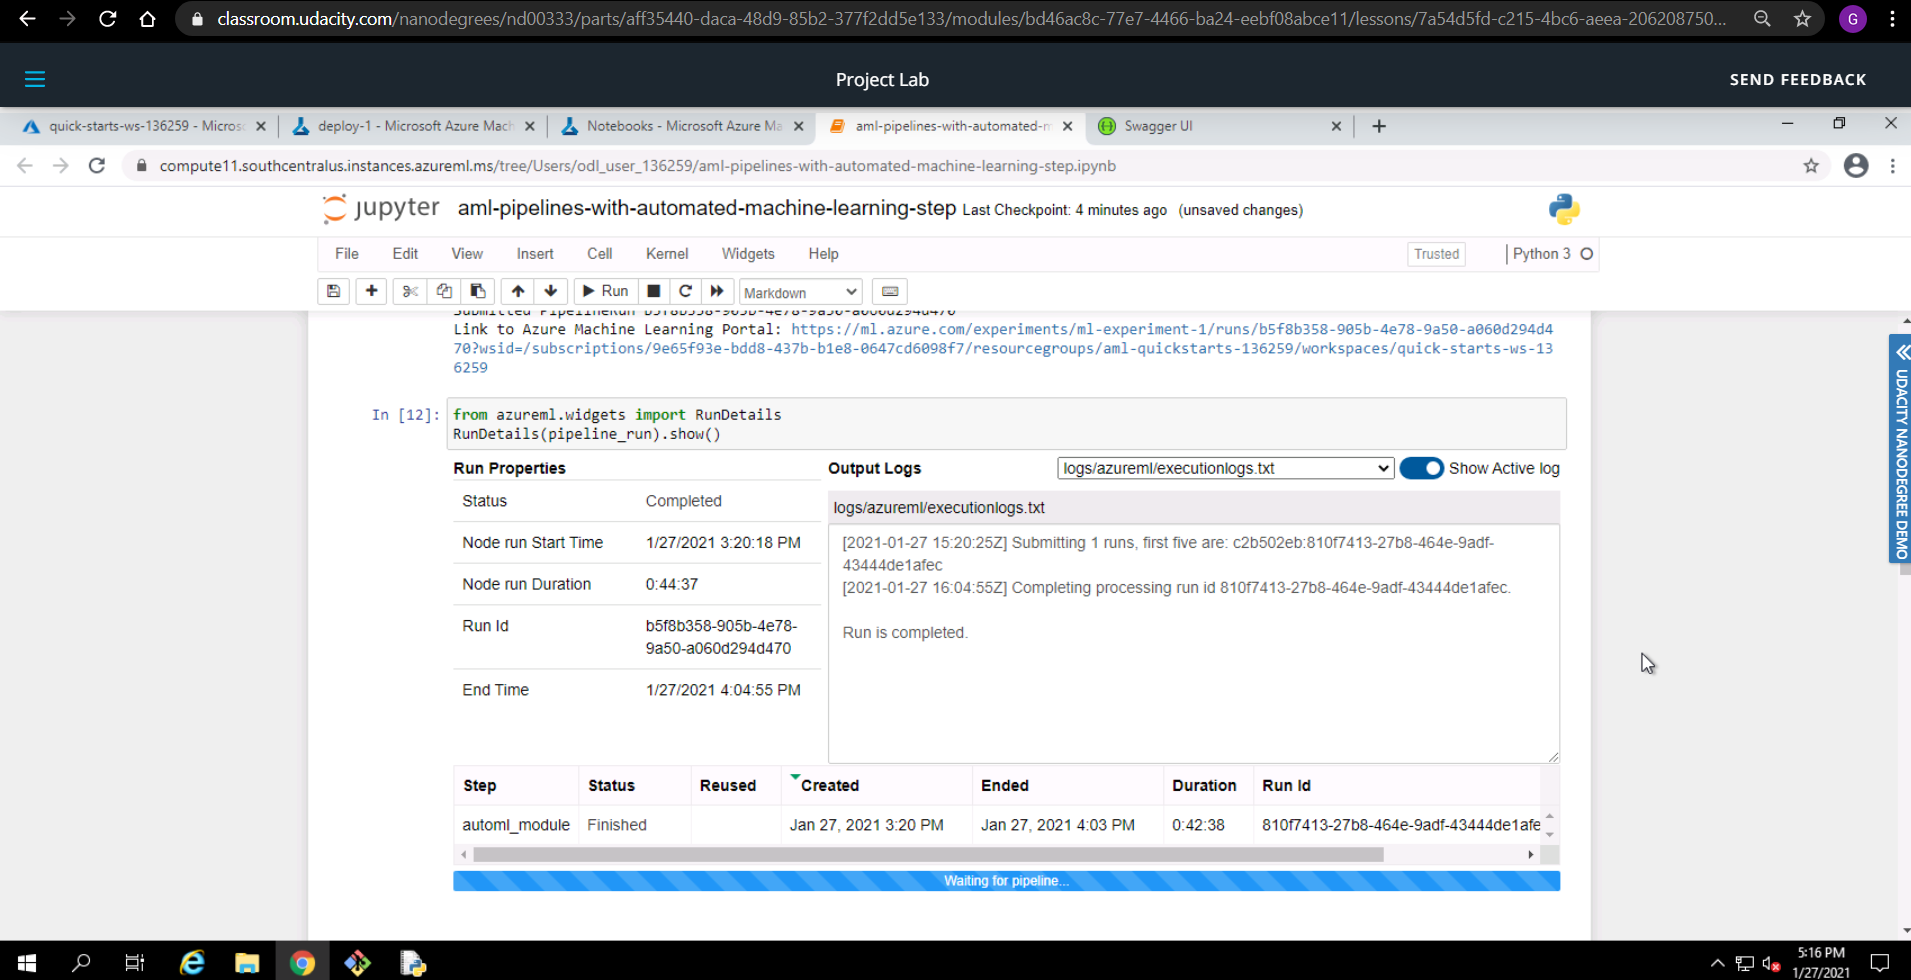 classroom.udacity.com/nanodegrees/nd00333/parts/aff35440-daca-48d9-85b2-377f2dd5e133/modules/bd46ac8c-77e7-4466-ba24-eebf08abce11/lessons/7a54d5fd-c215-4bc6-aeea-206208750...
G
Project Lab
SEND FEEDBACK
quick-starts-ws-136259 - Micros
deploy-1 - Microsoft Azure Mach
Notebooks - Microsoft Azure Ma
aml-pipelines-with-automated-m
Swagger UI
compute11.southcentralus.instances.azureml.ms/tree/Users/odl_user_136259/aml-pipelines-with-automated-machine-learning-step.ipynb
jupyter aml-pipelines-with-automated-machine-learning-step Last Checkpoint: 4 minutes ago (unsaved changes)
File Edit View Insert Cell Kernel Widgets Help Trusted Python 3
Run Markdown
Submitted PipelineRun b5f8b358-905b-4e78-9a50-a060d294d470
Link to Azure Machine Learning Portal: https://ml.azure.com/experiments/ml-experiment-1/runs/b5f8b358-905b-4e78-9a50-a060d294d4
70?wsid=/subscriptions/9e65f93e-bdd8-437b-b1e8-0647cd6098f7/resourcegroups/aml-quickstarts-136259/workspaces/quick-starts-ws-13
6259
In [12]: from azureml.widgets import RunDetails
RunDetails(pipeline_run).show()
Run Properties
Status Completed
Node run Start Time 1/27/2021 3:20:18 PM
Node run Duration 0:44:37
Run Id b5f8b358-905b-4e78-
9a50-a060d294d470
End Time 1/27/2021 4:04:55 PM
Output Logs logs/azureml/executionlogs.txt Show Active log
logs/azureml/executionlogs.txt
[2021-01-27 15:20:25Z] Submitting 1 runs, first five are: c2b502eb:810f7413-27b8-464e-9adf-
43444de1afec
[2021-01-27 16:04:55Z] Completing processing run id 810f7413-27b8-464e-9adf-43444de1afec.
Run is completed.
Step Status Reused Created Ended Duration Run Id
automl_module Finished Jan 27, 2021 3:20 PM Jan 27, 2021 4:03 PM 0:42:38 810f7413-27b8-464e-9adf-43444de1afe
Waiting for pipeline...
UDACITY NANODEGREE DEMO
5:16 PM
1/27/2021